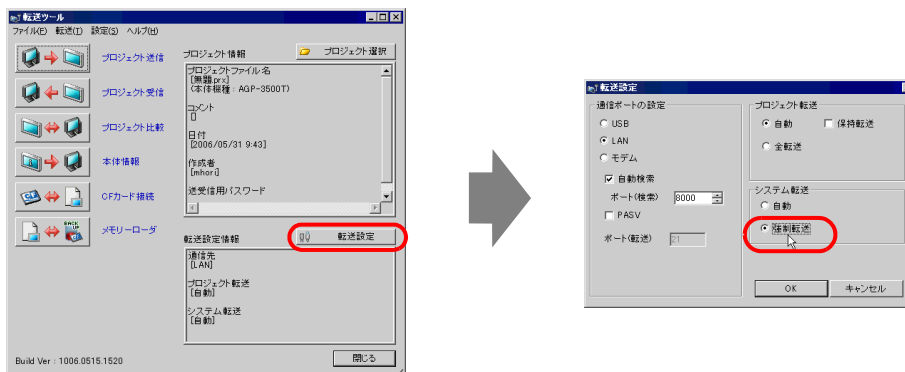 転送ツール
ファイル(F) 転送(T) 設定(S) ヘルプ(H)
プロジェクト送信
プロジェクト受信
プロジェクト比較
本体情報
CFカード接続
BACK UP
メモリーローダ
プロジェクト情報
プロジェクト選択
プロジェクトファイル名
[無題.prx]
(本体機種 : AGP-3500T)
コメント
[]
日付
[2006/05/31 9:43]
作成者
[mhori]
送受信用パスワード
転送設定情報
転送設定
通信先
[LAN]
プロジェクト転送
[自動]
システム転送
[自動]
Build Ver : 1006.0515.1520
閉じる
転送設定
通信ポートの設定
USB
LAN
モデム
自動検索
ポート(検索) 8000
PASV
ポート(転送) 21
プロジェクト転送
自動 保持転送
全転送
システム転送
自動
強制転送
OK キャンセル